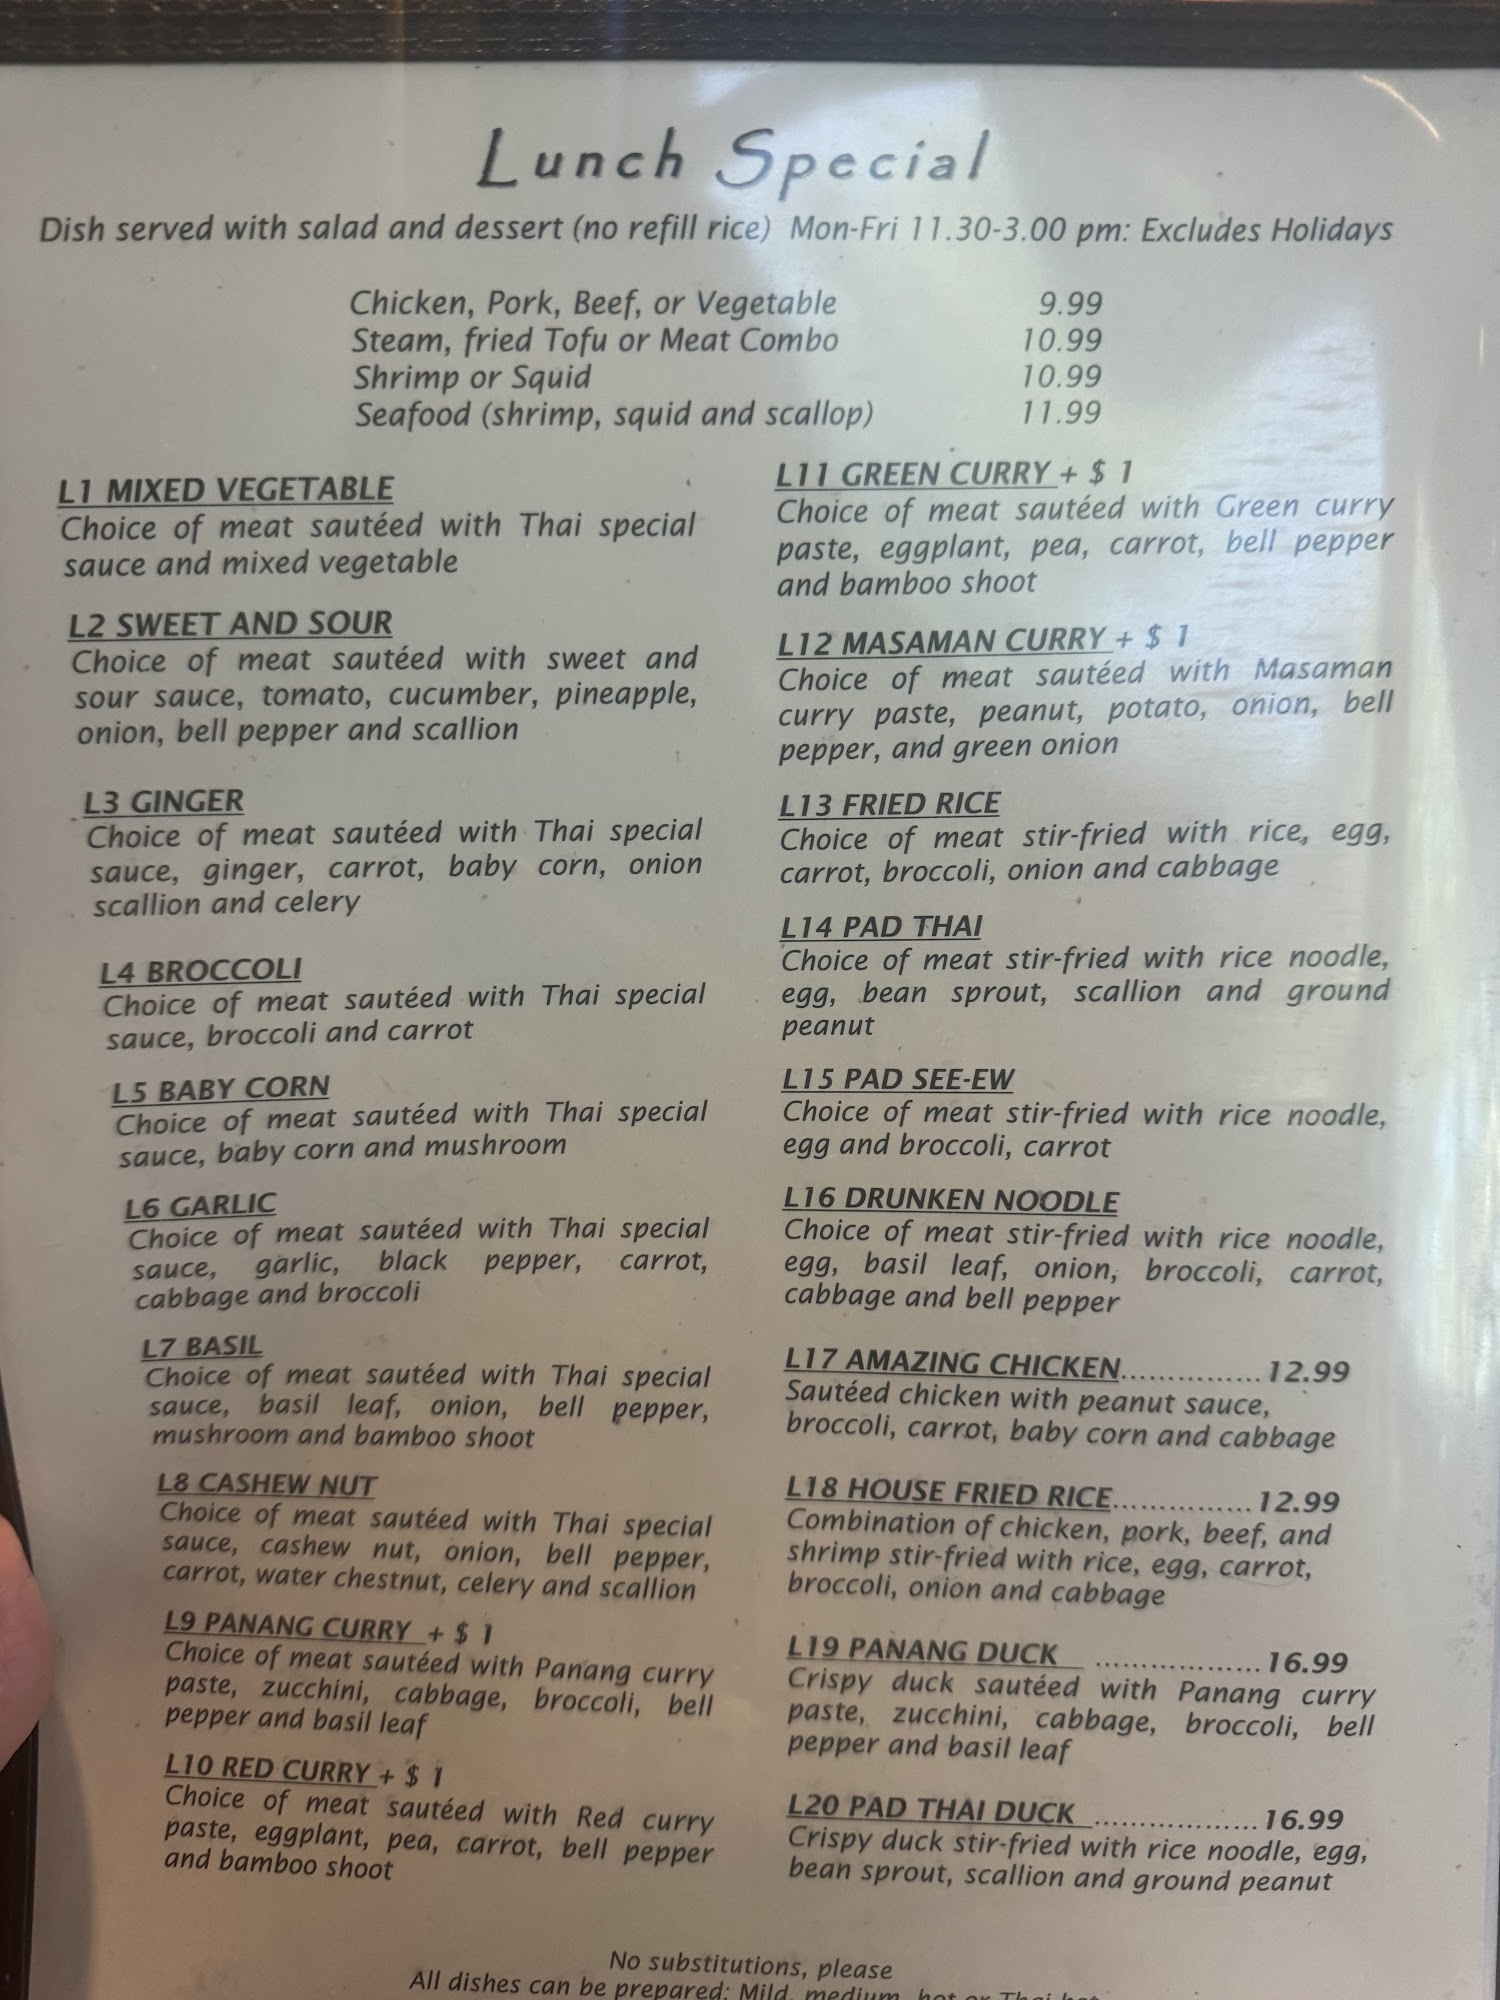 Lunch Special
Dish served with salad and dessert (no refill rice) Mon-Fri 11.30-3.00 pm: Excludes Holidays
Chicken, Pork, Beef, or Vegetable 9.99
Steam, fried Tofu or Meat Combo 10.99
Shrimp or Squid 10.99
Seafood (shrimp, squid and scallop) 11.99
L1 MIXED VEGETABLE
Choice of meat sautéed with Thai special
sauce and mixed vegetable
L2 SWEET AND SOUR
Choice of meat sautéed with sweet and
sour sauce, tomato, cucumber, pineapple,
onion, bell pepper and scallion
L3 GINGER
Choice of meat sautéed with Thai special
sauce, ginger, carrot, baby corn, onion
scallion and celery
L4 BROCCOLI
Choice of meat sautéed with Thai special
sauce, broccoli and carrot
L5 BABY CORN
Choice of meat sautéed with Thai special
sauce, baby corn and mushroom
L6 GARLIC
Choice of meat sautéed with Thai special
sauce, garlic, black pepper, carrot,
cabbage and broccoli
L7 BASIL
Choice of meat sautéed with Thai special
sauce, basil leaf, onion, bell pepper,
mushroom and bamboo shoot
L8 CASHEW NUT
Choice of meat sautéed with Thai special
sauce, cashew nut, onion, bell pepper,
carrot, water chestnut, celery and scallion
L9 PANANG CURRY + $ 1
Choice of meat sautéed with Panang curry
paste, zucchini, cabbage, broccoli, bell
pepper and basil leaf
L10 RED CURRY + $ 1
Choice of meat sautéed with Red curry
paste, eggplant, pea, carrot, bell pepper
and bamboo shoot
L11 GREEN CURRY + $ 1
Choice of meat sautéed with Green curry
paste, eggplant, pea, carrot, bell pepper
and bamboo shoot
L12 MASAMAN CURRY + $ 1
Choice of meat sautéed with Masaman
curry paste, peanut, potato, onion, bell
pepper, and green onion
L13 FRIED RICE
Choice of meat stir-fried with rice, egg,
carrot, broccoli, onion and cabbage
L14 PAD THAI
Choice of meat stir-fried with rice noodle,
egg, bean sprout, scallion and ground
peanut
L15 PAD SEE-EW
Choice of meat stir-fried with rice noodle,
egg and broccoli, carrot
L16 DRUNKEN NOODLE
Choice of meat stir-fried with rice noodle,
egg, basil leaf, onion, broccoli, carrot,
cabbage and bell pepper
L17 AMAZING CHICKEN............... 12.99
Sautéed chicken with peanut sauce,
broccoli, carrot, baby corn and cabbage
L18 HOUSE FRIED RICE................ 12.99
Combination of chicken, pork, beef, and
shrimp stir-fried with rice, egg, carrot,
broccoli, onion and cabbage
L19 PANANG DUCK .................. 16.99
Crispy duck sautéed with Panang curry
paste, zucchini, cabbage, broccoli, bell
pepper and basil leaf
L20 PAD THAI DUCK .................. 16.99
Crispy duck stir-fried with rice noodle, egg,
bean sprout, scallion and ground peanut
No substitutions, please
All dishes can be prepared: Mild, medium, hot or Thai hot